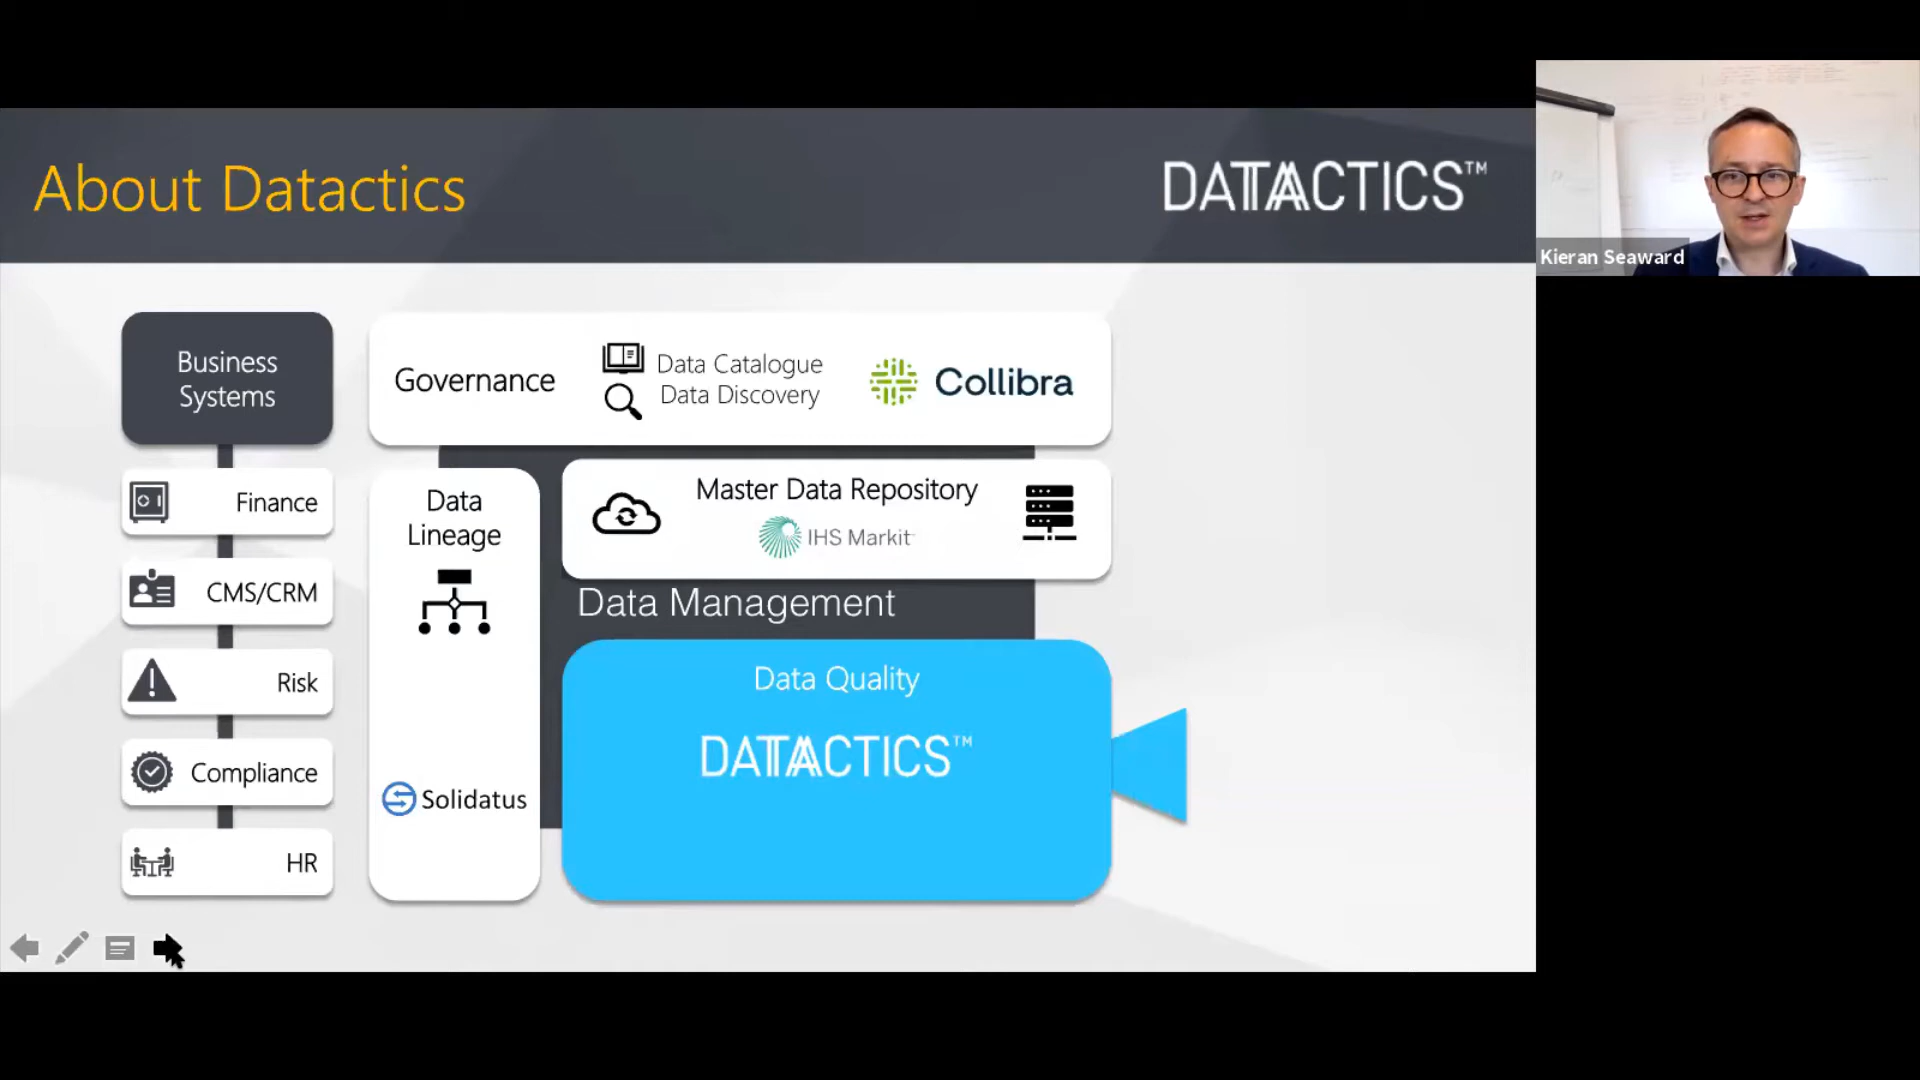 About Datactics
DATACTICS™
Kieran Seaward
Business
Systems
Finance
CMS/CRM
Risk
Compliance
HR
Governance
Data Catalogue
Data Discovery
Collibra
Data
Lineage
Solidatus
Master Data Repository
IHS Markit
Data Management
Data Quality
DATACTICS™